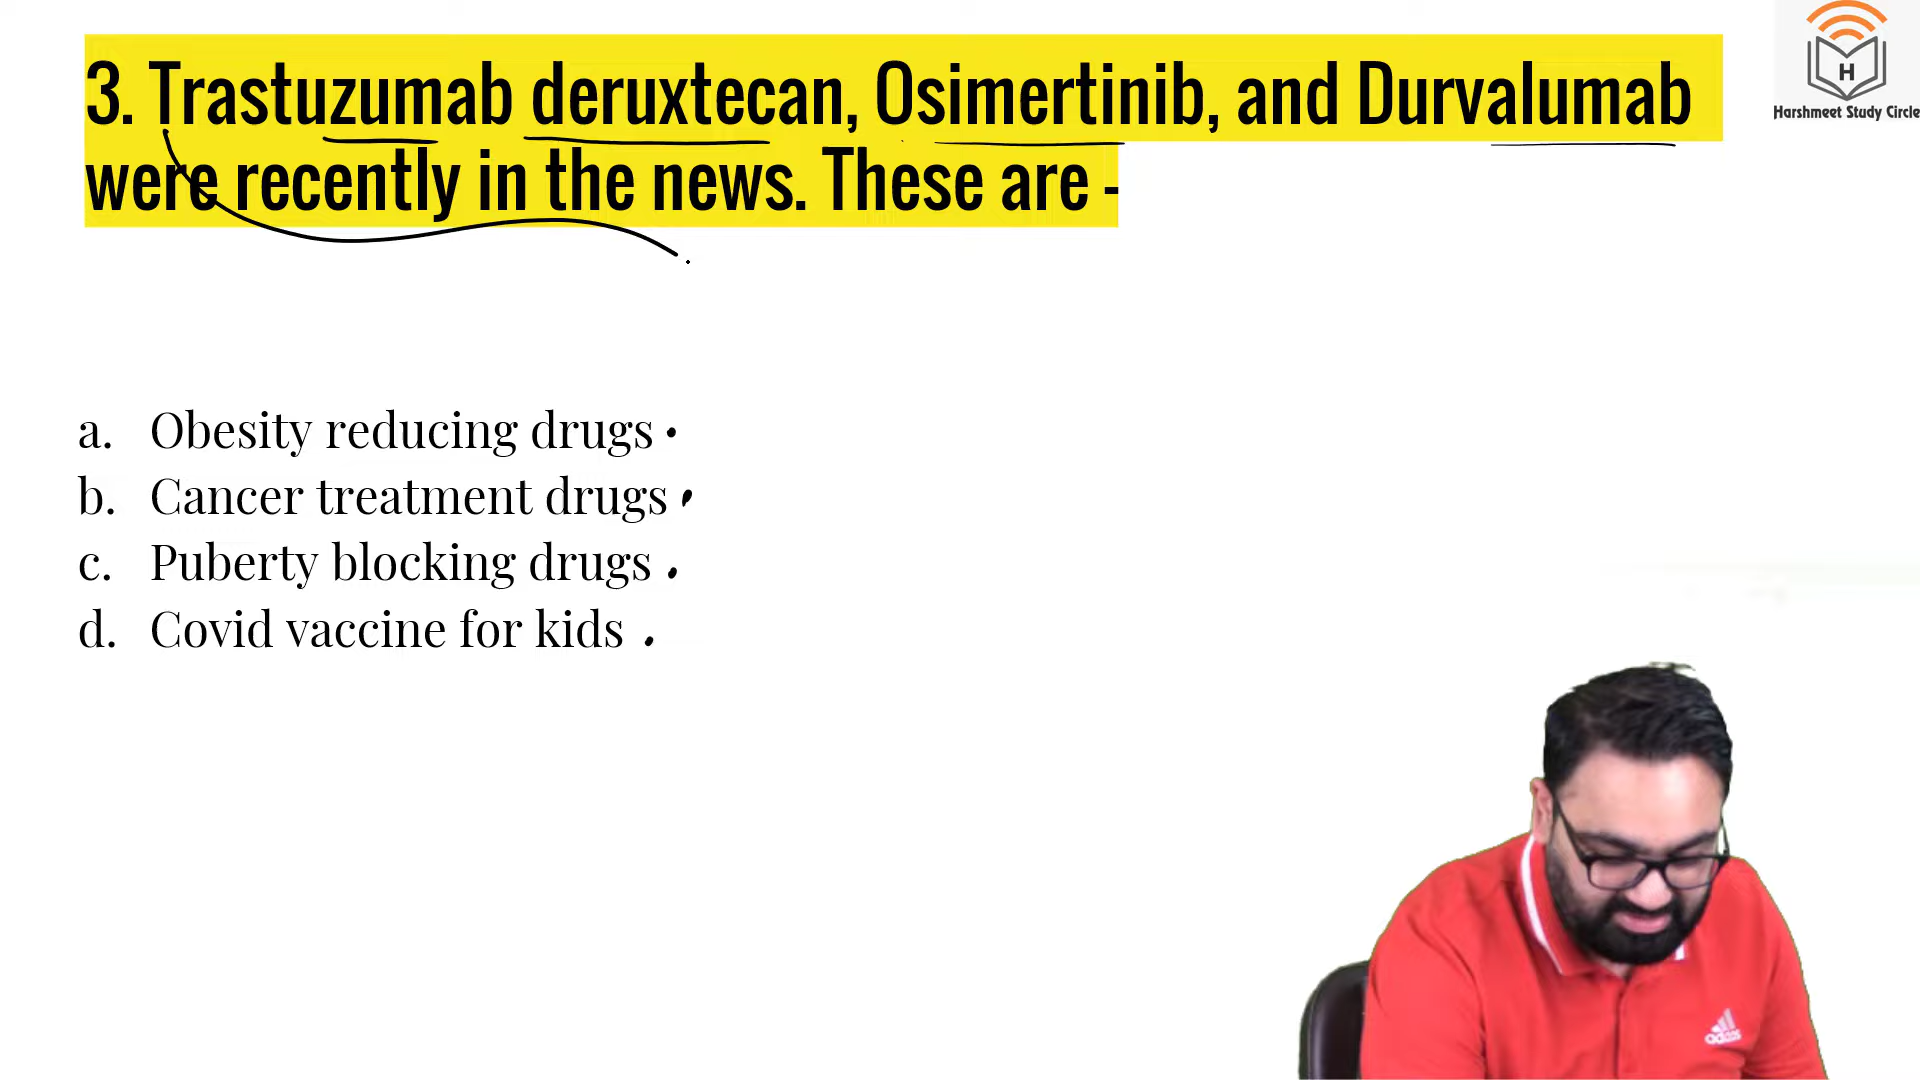 3. Trastuzumab deruxtecan, Osimertinib, and Durvalumab
were recently in the news. These are -
H
Harshmeet Study Circle
a. Obesity reducing drugs
b. Cancer treatment drugs
c. Puberty blocking drugs
d. Covid vaccine for kids
adidas